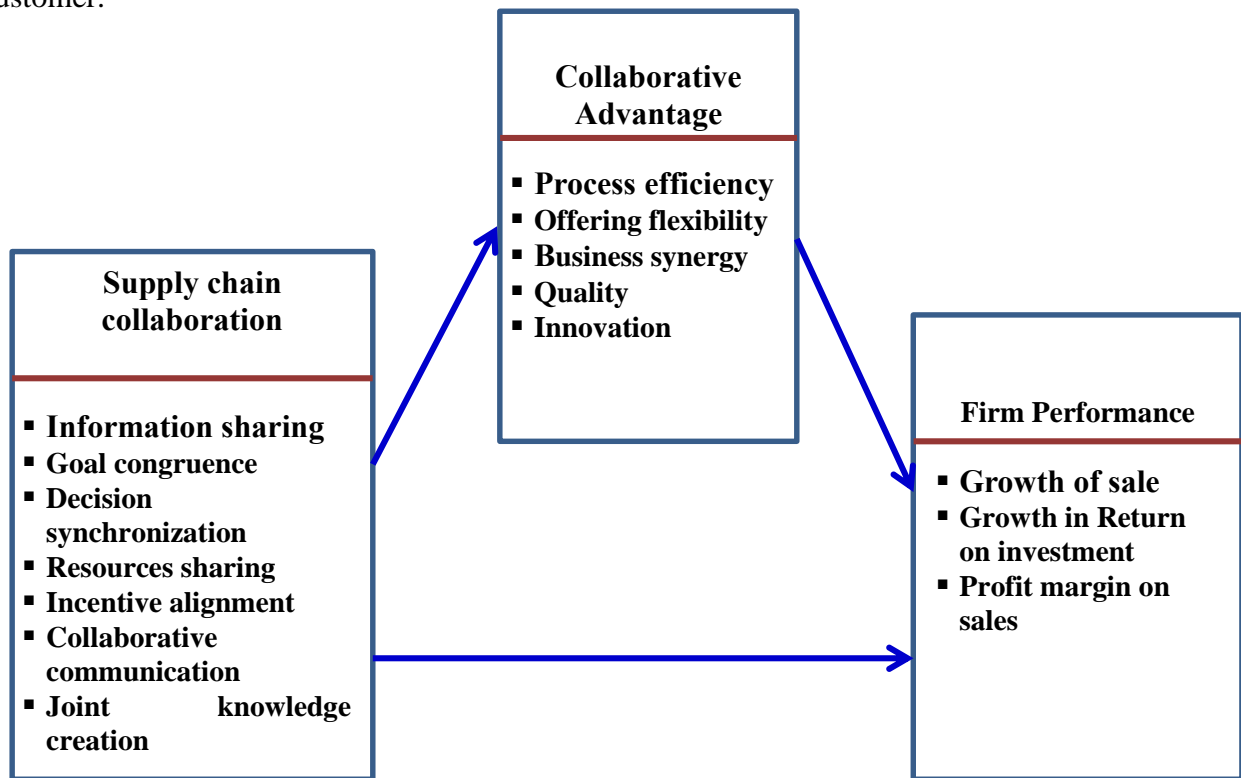 ustomer.
Collaborative
Advantage
▪ Process efficiency
▪ Offering flexibility
▪ Business synergy
▪ Quality
▪ Innovation
Supply chain
collaboration
▪ Information sharing
▪ Goal congruence
▪ Decision
synchronization
▪ Resources sharing
▪ Incentive alignment
▪ Collaborative
communication
▪ Joint knowledge
creation
Firm Performance
▪ Growth of sale
▪ Growth in Return
on investment
▪ Profit margin on
sales